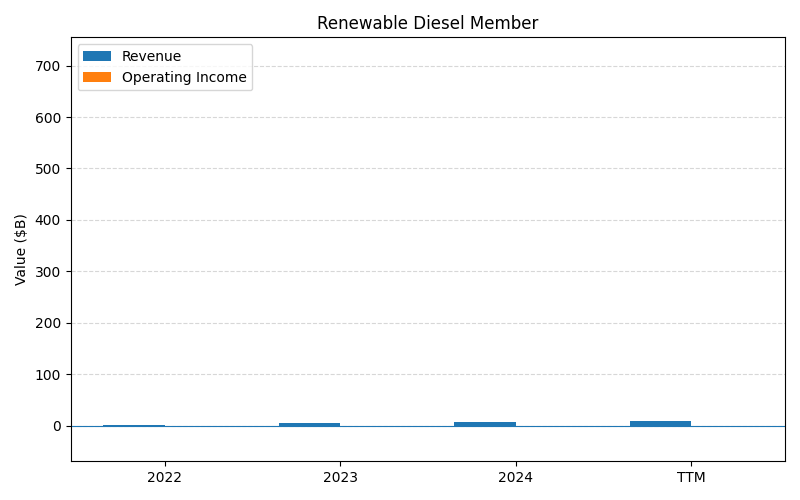 Renewable Diesel Member
Revenue
Operating Income
Value ($B)
700
600
500
400
300
200
100
0
2022
2023
2024
TTM